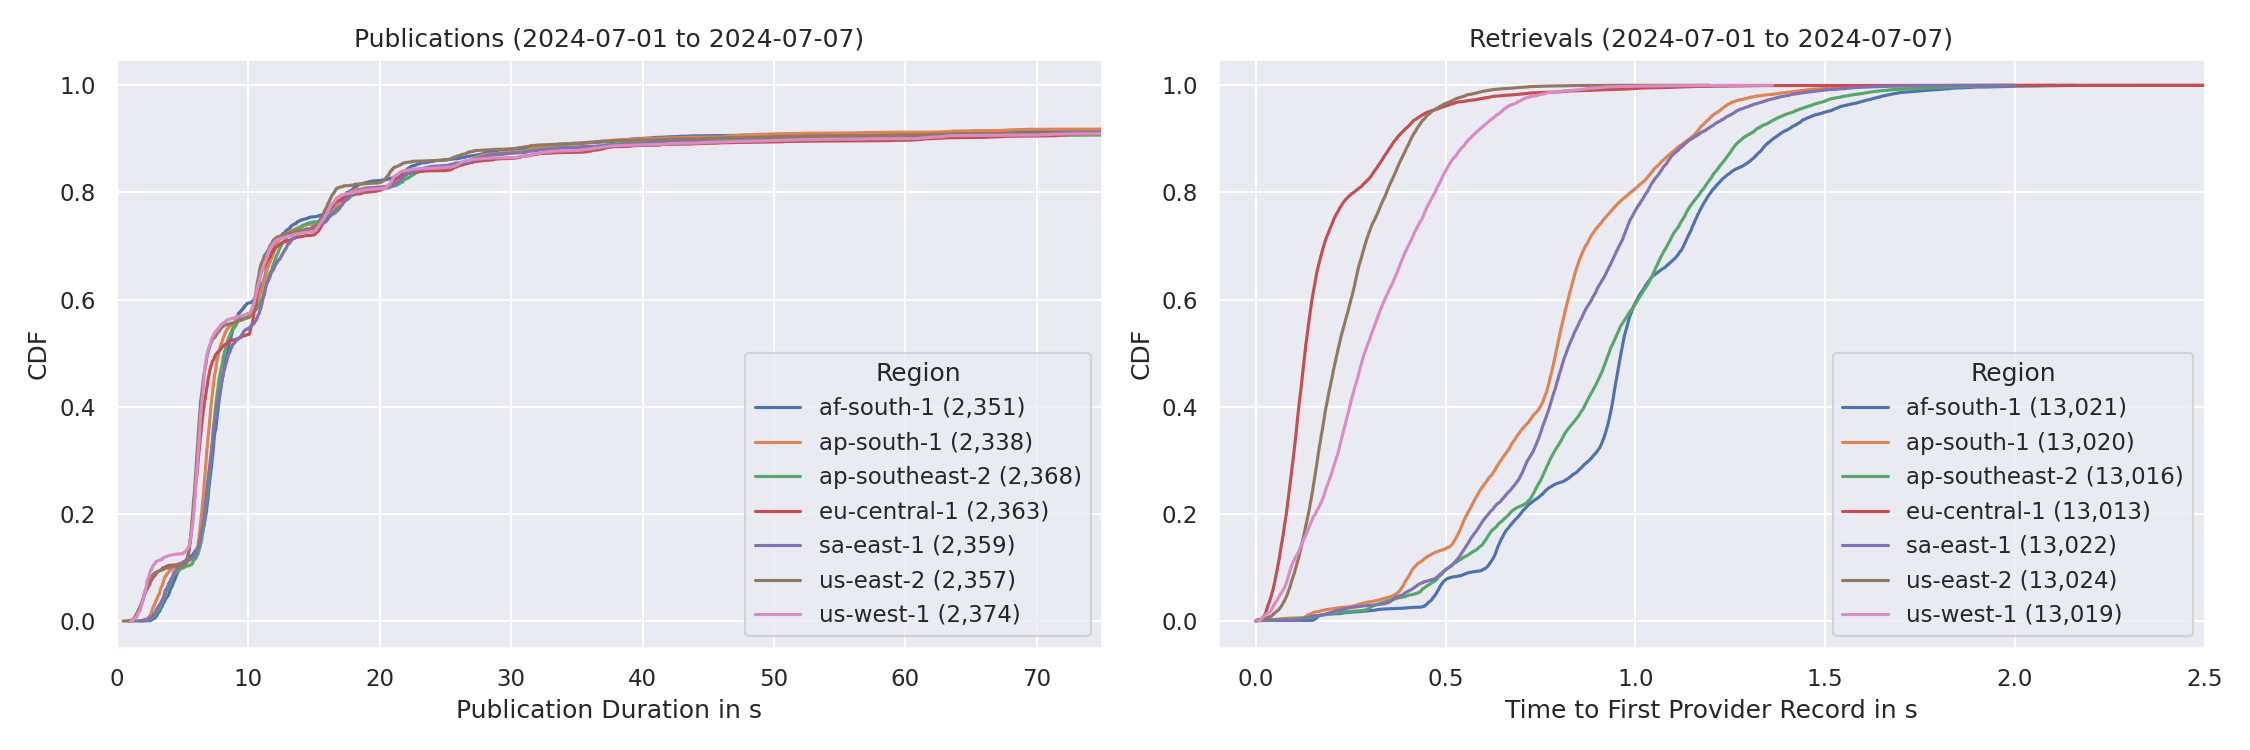 Publications (2024-07-01 to 2024-07-07)
CDF
1.0
0.8
0.6
0.4
0.2
0.0
0 10 20 30 40 50 60 70
Publication Duration in s
Region
af-south-1 (2,351)
ap-south-1 (2,338)
ap-southeast-2 (2,368)
eu-central-1 (2,363)
sa-east-1 (2,359)
us-east-2 (2,357)
us-west-1 (2,374)
Retrievals (2024-07-01 to 2024-07-07)
CDF
1.0
0.8
0.6
0.4
0.2
0.0
0.0 0.5 1.0 1.5 2.0 2.5
Time to First Provider Record in s
Region
af-south-1 (13,021)
ap-south-1 (13,020)
ap-southeast-2 (13,016)
eu-central-1 (13,013)
sa-east-1 (13,022)
us-east-2 (13,024)
us-west-1 (13,019)